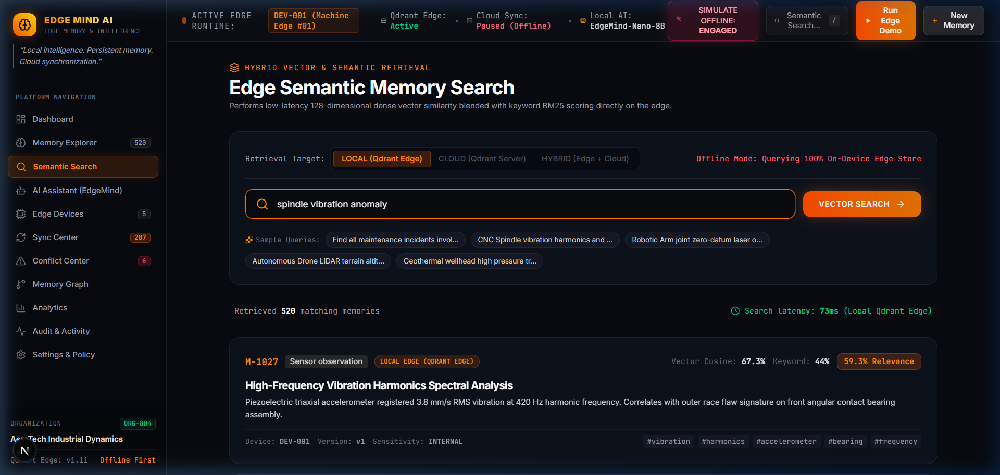 EDGE MIND AI
EDGE MEMORY & INTELLIGENCE
“Local intelligence. Persistent memory.
Cloud synchronization.”
PLATFORM NAVIGATION
Dashboard
Memory Explorer 520
Semantic Search
AI Assistant (EdgeMind)
Edge Devices 5
Sync Center 207
Conflict Center 6
Memory Graph
Analytics
Audit & Activity
Settings & Policy
ORGANIZATION ORG-804
Tech Industrial Dynamics
N
Edge: v1.11 Offline-First
ACTIVE EDGE
RUNTIME:
DEV-001 (Machine
Edge #01)
Qdrant Edge:
Active
Cloud Sync:
Paused (Offline)
Local AI:
EdgeMind-Nano-8B
SIMULATE
OFFLINE:
ENGAGED
Semantic
Search...
/
Run
Edge
Demo
New
Memory
HYBRID VECTOR & SEMANTIC RETRIEVAL
Edge Semantic Memory Search
Performs low-latency 128-dimensional dense vector similarity blended with keyword BM25 scoring directly on the edge.
Retrieval Target: LOCAL (Qdrant Edge) CLOUD (Qdrant Server) HYBRID (Edge + Cloud) Offline Mode: Querying 100% On-Device Edge Store
spindle vibration anomaly VECTOR SEARCH
Sample Queries: Find all maintenance incidents invol... CNC Spindle vibration harmonics and ... Robotic Arm joint zero-datum laser o...
Autonomous Drone LiDAR terrain altit... Geothermal wellhead high pressure tr...
Retrieved 520 matching memories Search latency: 73ms (Local Qdrant Edge)
M-1027 Sensor observation LOCAL EDGE (QDRANT EDGE) Vector Cosine: 67.3% Keyword: 44% 59.3% Relevance
High-Frequency Vibration Harmonics Spectral Analysis
Piezoelectric triaxial accelerometer registered 3.8 mm/s RMS vibration at 420 Hz harmonic frequency. Correlates with outer race flaw signature on front angular contact bearing
assembly.
Device: DEV-001 Version: v1 Sensitivity: INTERNAL #vibration #harmonics #accelerometer #bearing #frequency